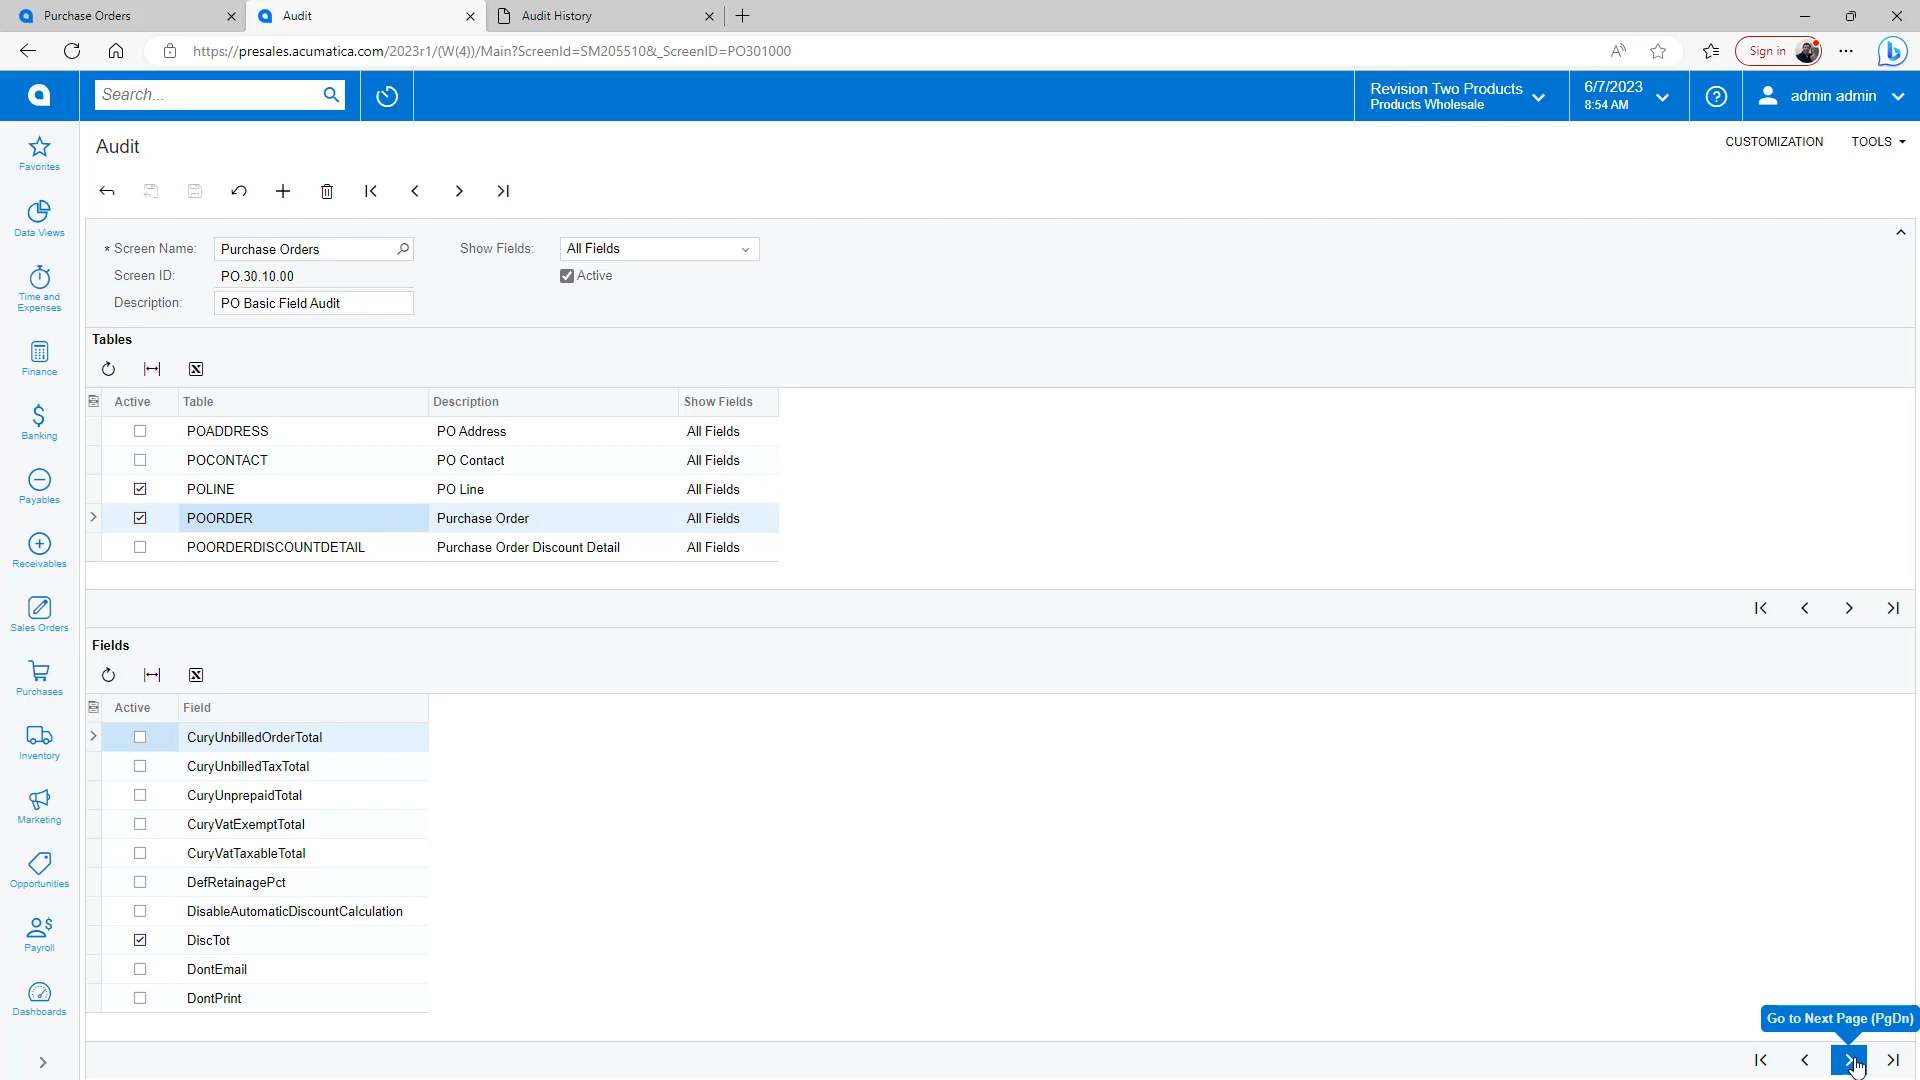 Purchase Orders
Audit
Audit History
https://presales.acumatica.com/2023r1/(W(4))/Main?ScreenId=SM205510&_ScreenID=PO301000
Sign in
Search...
Revision Two Products
Products Wholesale
6/7/2023
8:54 AM
admin admin
Favorites
Data Views
Time and
Expenses
Finance
Banking
Payables
Receivables
Sales Orders
Purchases
Inventory
Marketing
Opportunities
Payroll
Dashboards
Audit
CUSTOMIZATION
TOOLS
* Screen Name: Purchase Orders
Show Fields: All Fields
Screen ID: PO.30.10.00
Active
Description: PO Basic Field Audit
Tables
Active Table Description Show Fields
POADDRESS PO Address All Fields
POCONTACT PO Contact All Fields
POLINE PO Line All Fields
POORDER Purchase Order All Fields
POORDERDISCOUNTDETAIL Purchase Order Discount Detail All Fields
Fields
Active Field
CuryUnbilledOrderTotal
CuryUnbilledTaxTotal
CuryUnprepaidTotal
CuryVatExemptTotal
CuryVatTaxableTotal
DefRetainagePct
DisableAutomaticDiscountCalculation
DiscTot
DontEmail
DontPrint
Go to Next Page (PgDn)